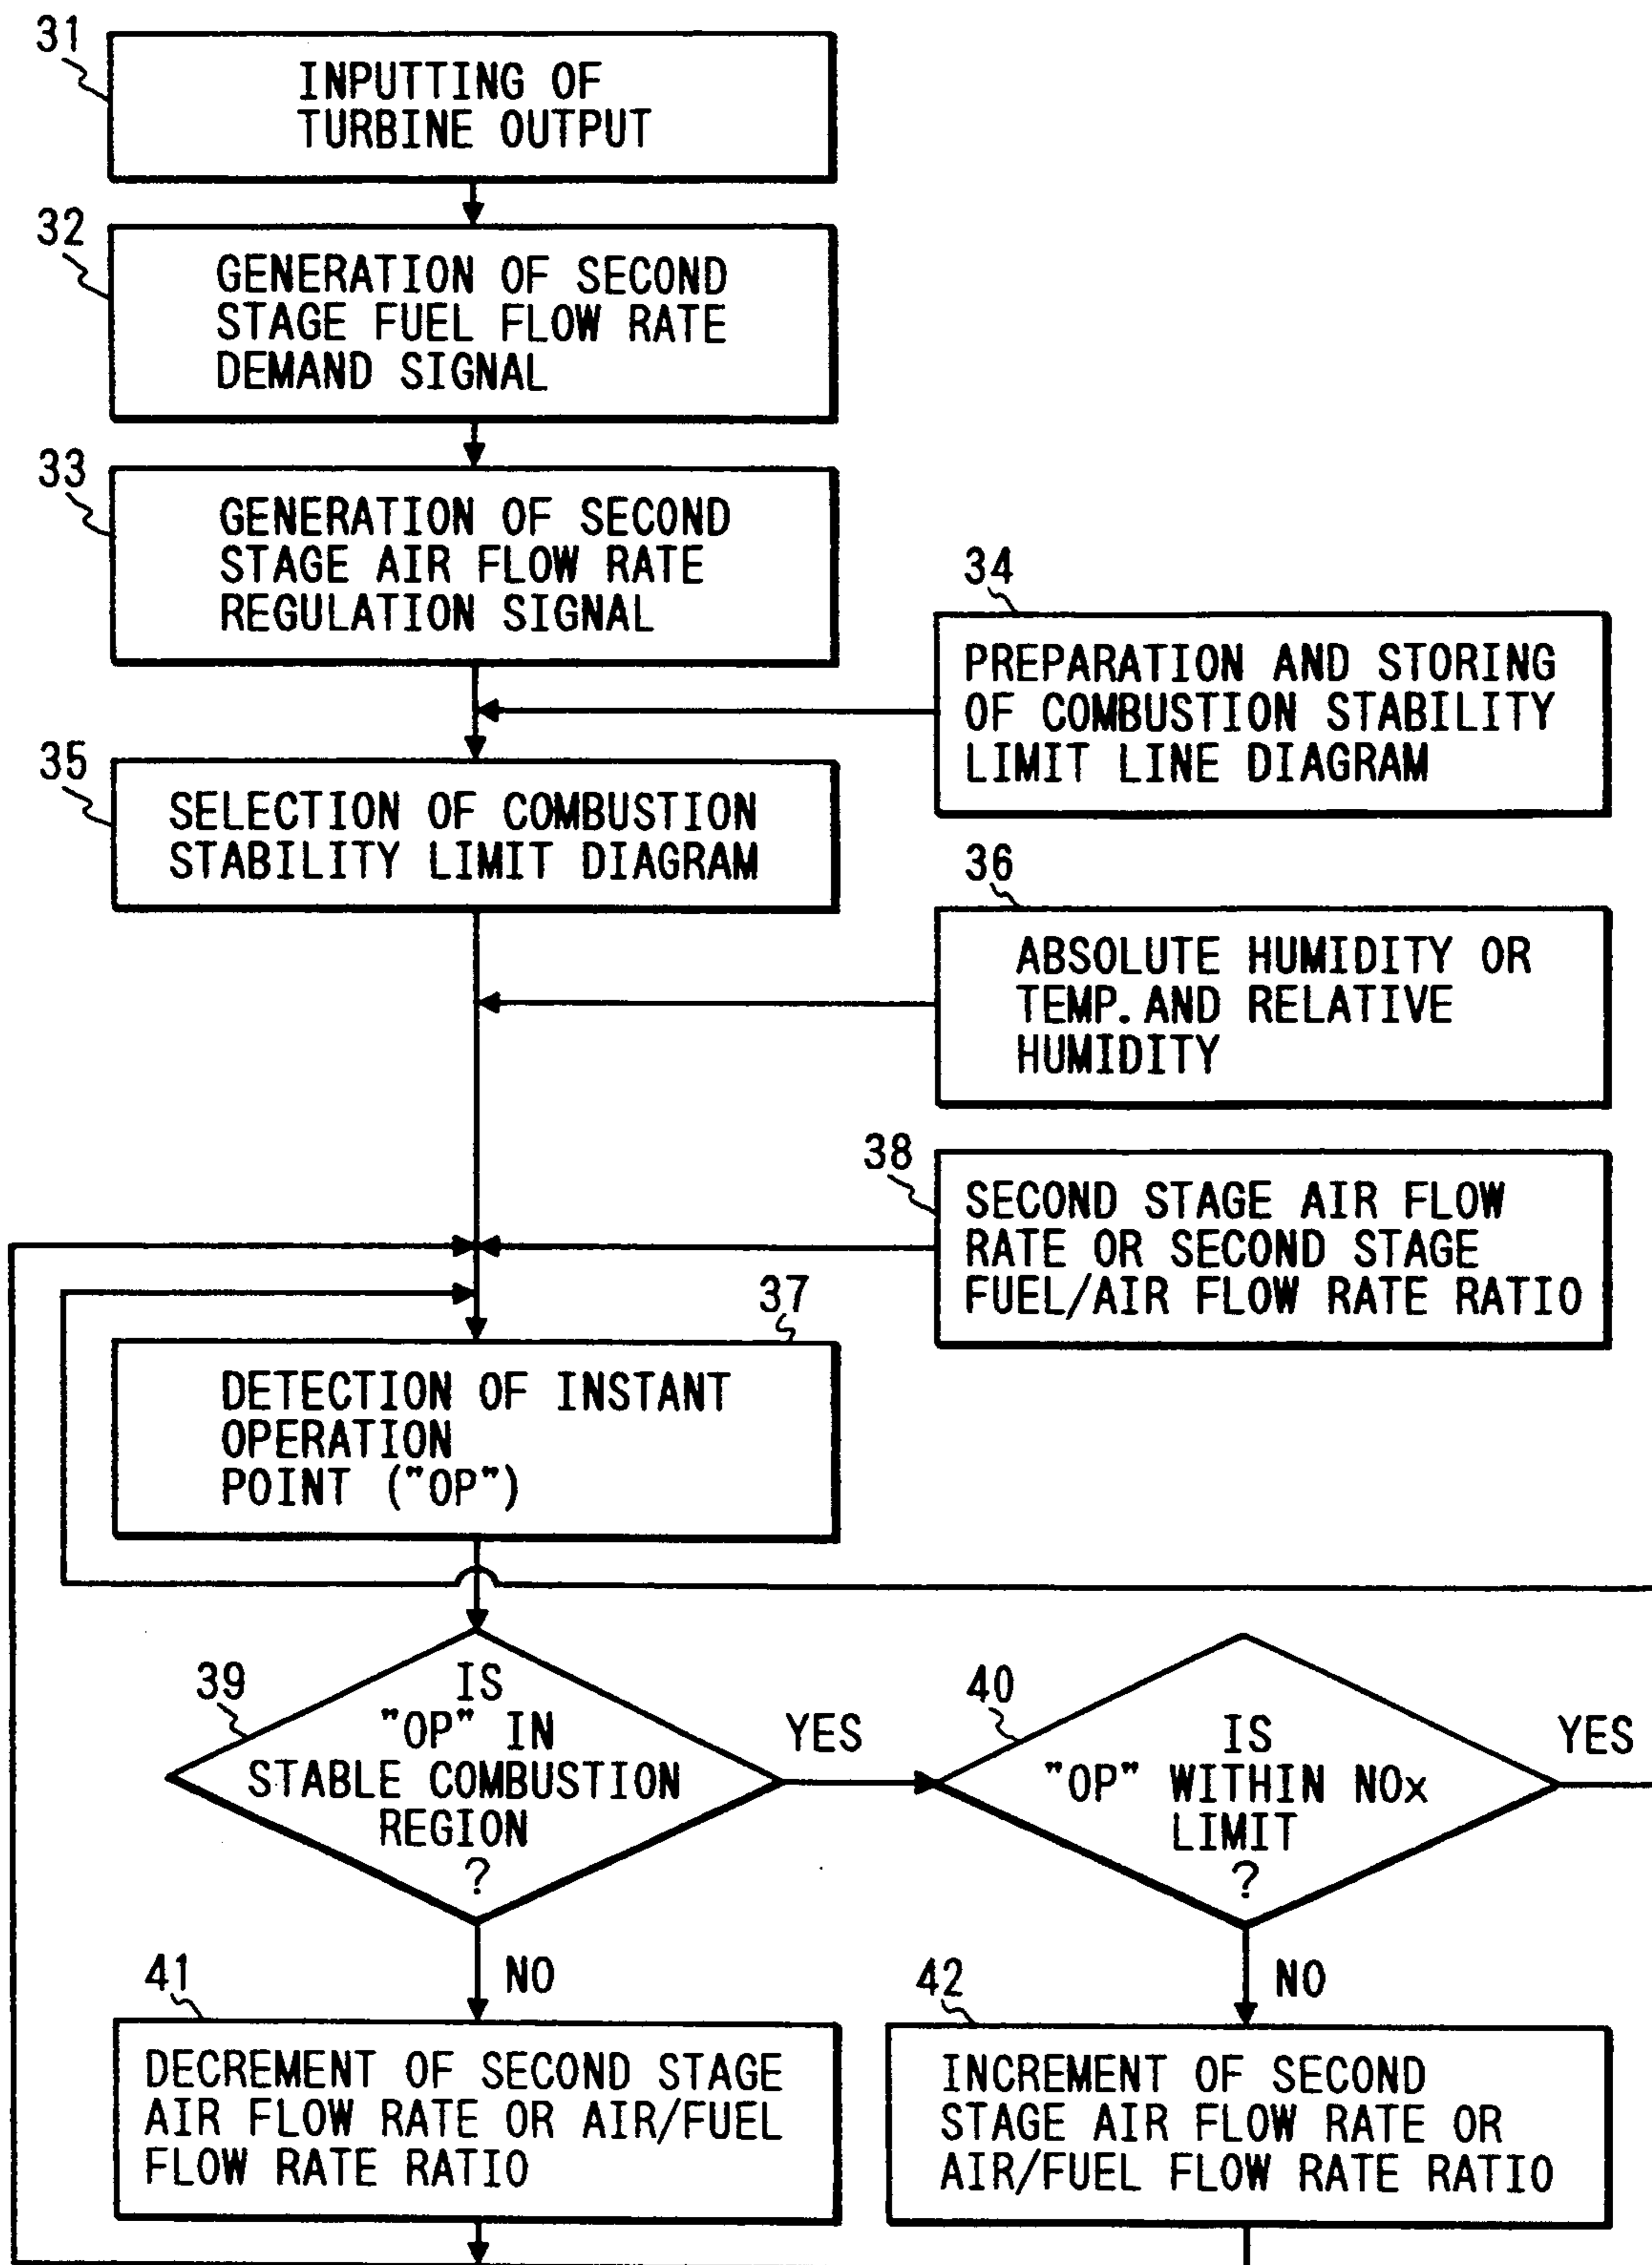 31
INPUTTING OF
TURBINE OUTPUT
32
GENERATION OF SECOND
STAGE FUEL FLOW RATE
DEMAND SIGNAL
33
GENERATION OF SECOND
STAGE AIR FLOW RATE
REGULATION SIGNAL
34
PREPARATION AND STORING
OF COMBUSTION STABILITY
LIMIT LINE DIAGRAM
35
SELECTION OF COMBUSTION
STABILITY LIMIT DIAGRAM
36
ABSOLUTE HUMIDITY OR
TEMP. AND RELATIVE
HUMIDITY
38
SECOND STAGE AIR FLOW
RATE OR SECOND STAGE
FUEL/AIR FLOW RATE RATIO
37
DETECTION OF INSTANT
OPERATION
POINT ("OP")
39
IS
"OP" IN
STABLE COMBUSTION
REGION
?
YES
40
IS
"OP" WITHIN NOx
LIMIT
?
YES
NO
NO
41
DECREMENT OF SECOND STAGE
AIR FLOW RATE OR AIR/FUEL
FLOW RATE RATIO
42
INCREMENT OF SECOND
STAGE AIR FLOW RATE OR
AIR/FUEL FLOW RATE RATIO